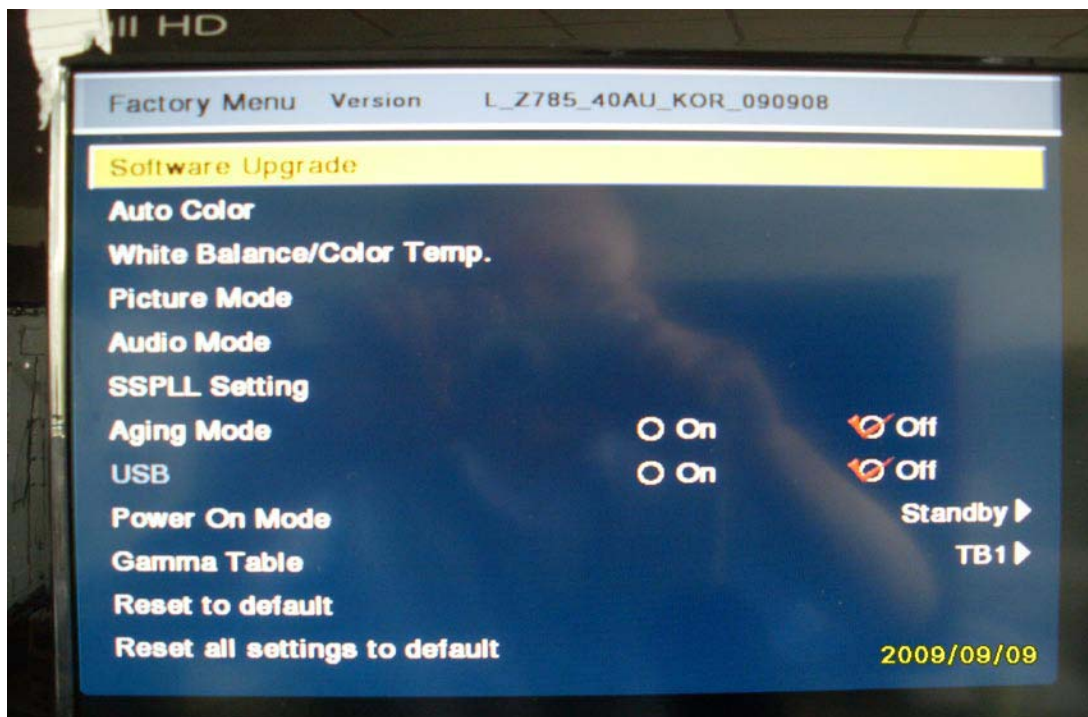 ll HD
Factory Menu Version L_Z785_40AU_KOR_090908
Software Upgrade
Auto Color
White Balance/Color Temp.
Picture Mode
Audio Mode
SSPLL Setting
Aging Mode On Off
USB On Off
Power On Mode Standby
Gamma Table TB1
Reset to default
Reset all settings to default
2009/09/09